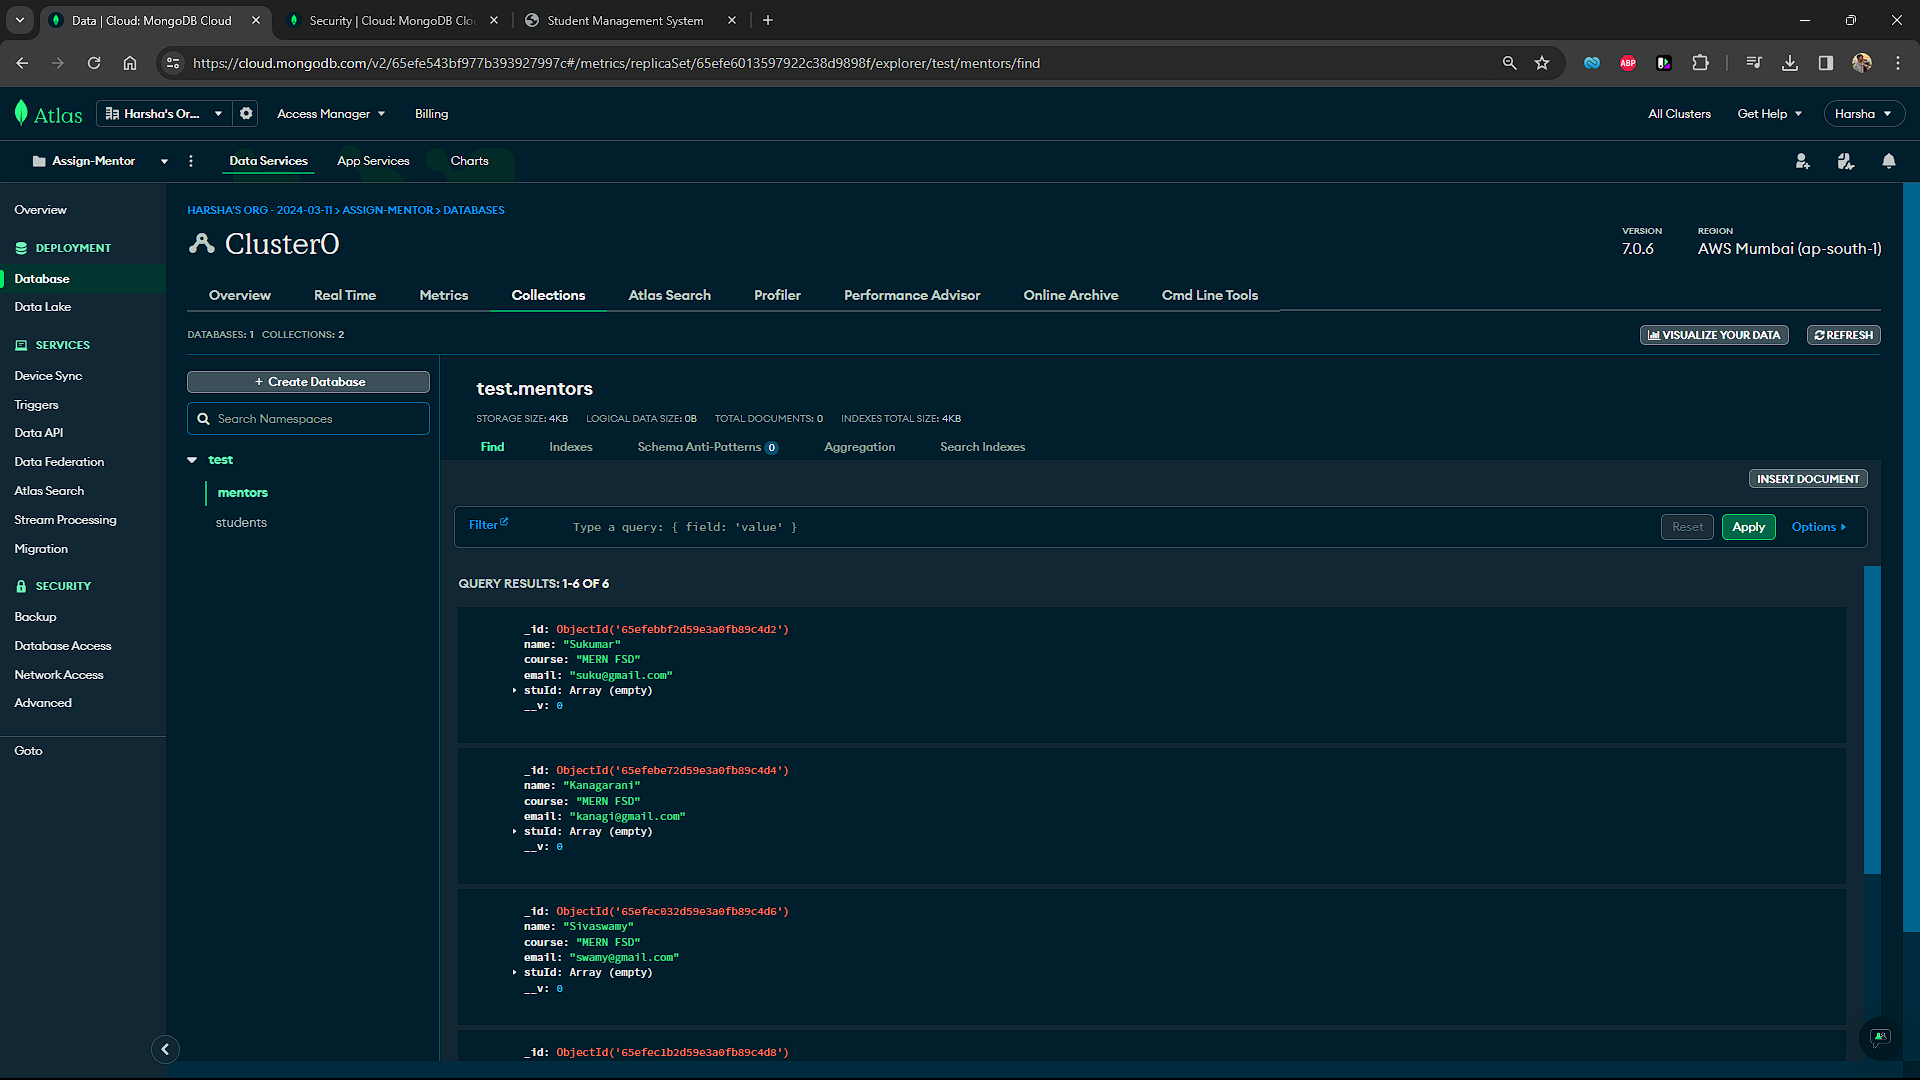 Data | Cloud: MongoDB Cloud
Security | Cloud: MongoDB Clo
Student Management System
https://cloud.mongodb.com/v2/65efe543bf977b393927997c#/metrics/replicaSet/65efe6013597922c38d9898f/explorer/test/mentors/find
ABP
Atlas
Harsha's Or...
Access Manager
Billing
All Clusters
Get Help
Harsha
Assign-Mentor
Data Services
App Services
Charts
Overview
DEPLOYMENT
Database
Data Lake
SERVICES
Device Sync
Triggers
Data API
Data Federation
Atlas Search
Stream Processing
Migration
SECURITY
Backup
Database Access
Network Access
Advanced
Goto
HARSHA'S ORG - 2024-03-11 > ASSIGN-MENTOR > DATABASES
Cluster0
VERSION
7.0.6
REGION
AWS Mumbai (ap-south-1)
Overview
Real Time
Metrics
Collections
Atlas Search
Profiler
Performance Advisor
Online Archive
Cmd Line Tools
DATABASES: 1 COLLECTIONS: 2
VISUALIZE YOUR DATA
REFRESH
+ Create Database
Search Namespaces
test
mentors
students
test.mentors
STORAGE SIZE: 4KB LOGICAL DATA SIZE: 0B TOTAL DOCUMENTS: 0 INDEXES TOTAL SIZE: 4KB
Find
Indexes
Schema Anti-Patterns 0
Aggregation
Search Indexes
INSERT DOCUMENT
Filter
Type a query: { field: 'value' }
Reset
Apply
Options
QUERY RESULTS: 1-6 OF 6
_id: ObjectId('65efebbf2d59e3a0fb89c4d2')
name: "Sukumar"
course: "MERN FSD"
email: "suku@gmail.com"
stuId: Array (empty)
__v: 0
_id: ObjectId('65efebe72d59e3a0fb89c4d4')
name: "Kanagarani"
course: "MERN FSD"
email: "kanagi@gmail.com"
stuId: Array (empty)
__v: 0
_id: ObjectId('65efec032d59e3a0fb89c4d6')
name: "Sivaswamy"
course: "MERN FSD"
email: "swamy@gmail.com"
stuId: Array (empty)
__v: 0
_id: ObjectId('65efec1b2d59e3a0fb89c4d8')